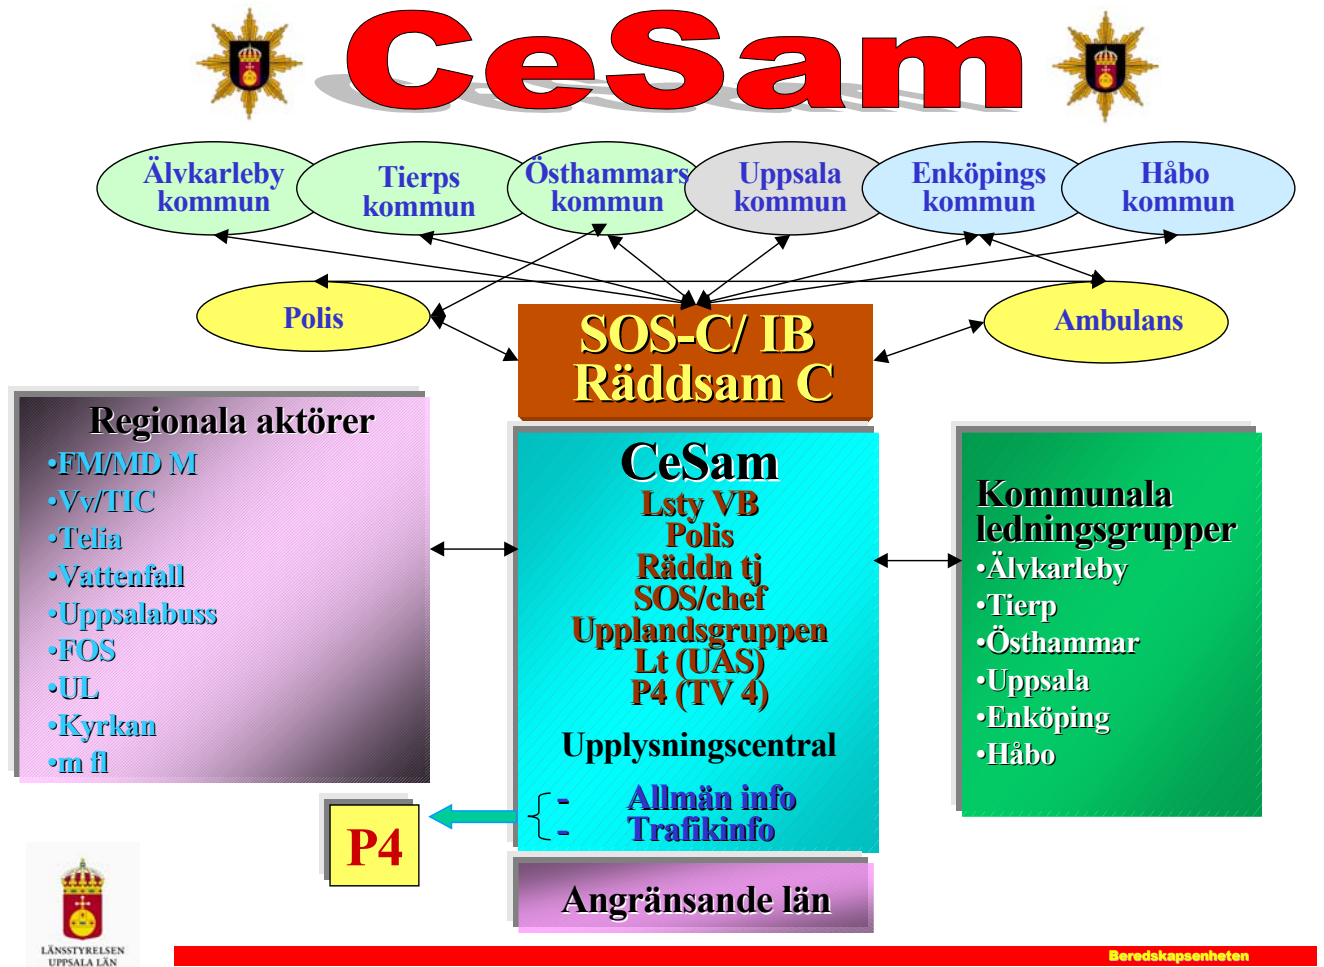 CeSam
Älvkarleby
kommun
Tierps
kommun
Östhammars
kommun
Uppsala
kommun
Enköpings
kommun
Håbo
kommun
Polis
Ambulans
SOS-C/ IB
Räddsam C
Regionala aktörer
•FM/MD M
•Vv/TIC
•Telia
•Vattenfall
•Uppsalabuss
•FOS
•UL
•Kyrkan
•m fl
CeSam
Lsty VB
Polis
Räddn tj
SOS/chef
Upplandsgruppen
Lt (UAS)
P4 (TV 4)
Upplysningscentral
- Allmän info
- Trafikinfo
Kommunala
ledningsgrupper
•Älvkarleby
•Tierp
•Östhammar
•Uppsala
•Enköping
•Håbo
P4
Angränsande län
LÄNSSTYRELSEN
UPPSALA LÄN
Beredskapsenheten